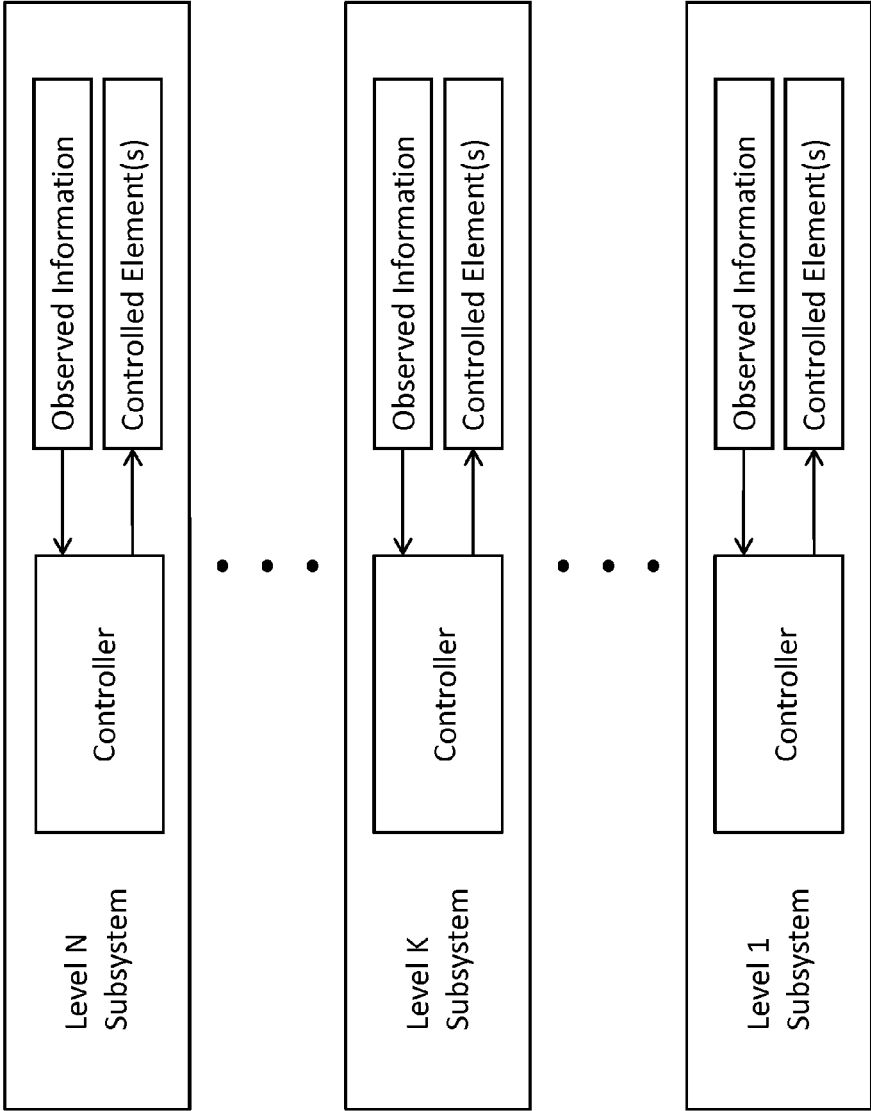 Level N
Subsystem
Controller
Observed Information
Controlled Element(s)
Level K
Subsystem
Controller
Observed Information
Controlled Element(s)
Level 1
Subsystem
Controller
Observed Information
Controlled Element(s)